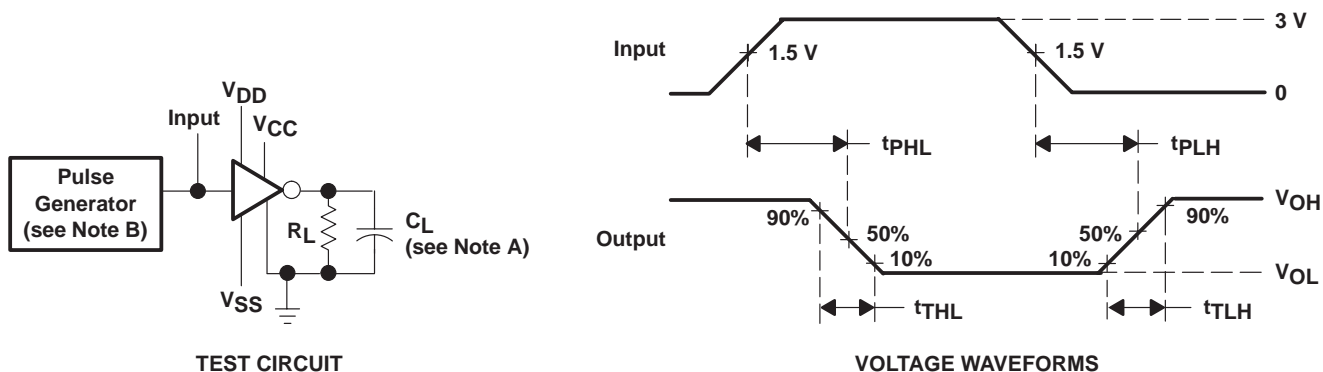 VDD
Input
VCC
Pulse
Generator
(see Note B)
RL
CL
(see Note A)
VSS
TEST CIRCUIT
3 V
Input
1.5 V
1.5 V
0
tPHL
tPLH
VOH
90%
90%
Output
50%
50%
10%
10%
VOL
tTHL
tTLH
VOLTAGE WAVEFORMS